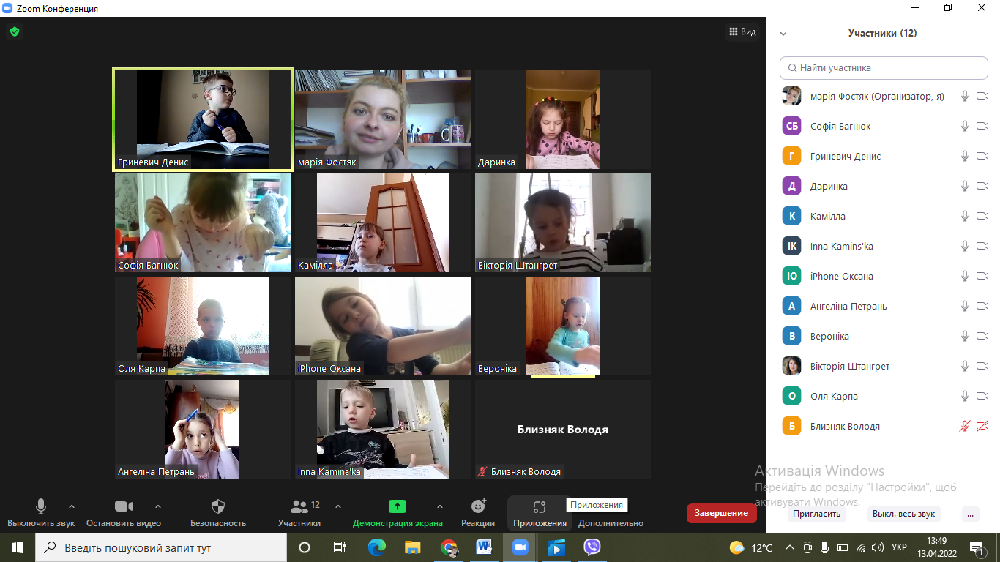 Zoom Конференция
Вид
Гриневич Денис
марія Фостяк
Даринка
Софія Багнюк
Камілла
Вікторія Штангрет
Оля Карпа
iPhone Оксана
Вероніка
Ангеліна Петрань
Inna Kamins'ka
Близняк Володя
Близняк Володя
Участники (12)
Найти участника
марія Фостяк (Организатор, я)
СБ Софія Багнюк
Г Гриневич Денис
Д Даринка
К Камілла
IK Inna Kamins'ka
IO iPhone Оксана
А Ангеліна Петрань
В Вероніка
Вікторія Штангрет
О Оля Карпа
Б Близняк Володя
Активація Windows
Перейдіть до розділу "Настройки", щоб
активувати Windows.
Пригласить
Выкл. весь звук
...
Приложения
12
Выключить звук
Остановить видео
Безопасность
Участники
Демонстрация экрана
Реакции
Приложения
Дополнительно
Завершение
Введіть пошуковий запит тут
12°C
УКР
13:49
13.04.2022
1